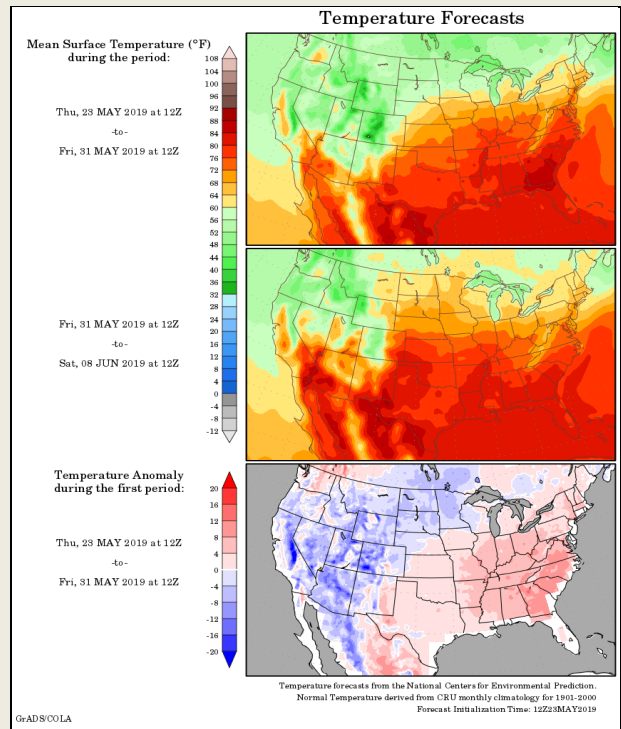 Temperature Forecasts
Mean Surface Temperature (°F)
during the period:
Thu, 23 MAY 2019 at 12Z
-to-
Fri, 31 MAY 2019 at 12Z
108
104
100
96
92
88
84
80
76
72
68
64
60
56
52
48
44
40
36
32
28
24
20
16
12
8
4
0
-4
-8
-12
Fri, 31 MAY 2019 at 12Z
-to-
Sat, 08 JUN 2019 at 12Z
Temperature Anomaly
during the first period:
Thu, 23 MAY 2019 at 12Z
-to-
Fri, 31 MAY 2019 at 12Z
20
16
12
8
4
0
-4
-8
-12
-16
-20
Temperature forecasts from the National Centers for Environmental Prediction.
Normal Temperature derived from CRU monthly climatology for 1901-2000
Forecast Initialization Time: 12Z23MAY2019
GrADS/COLA